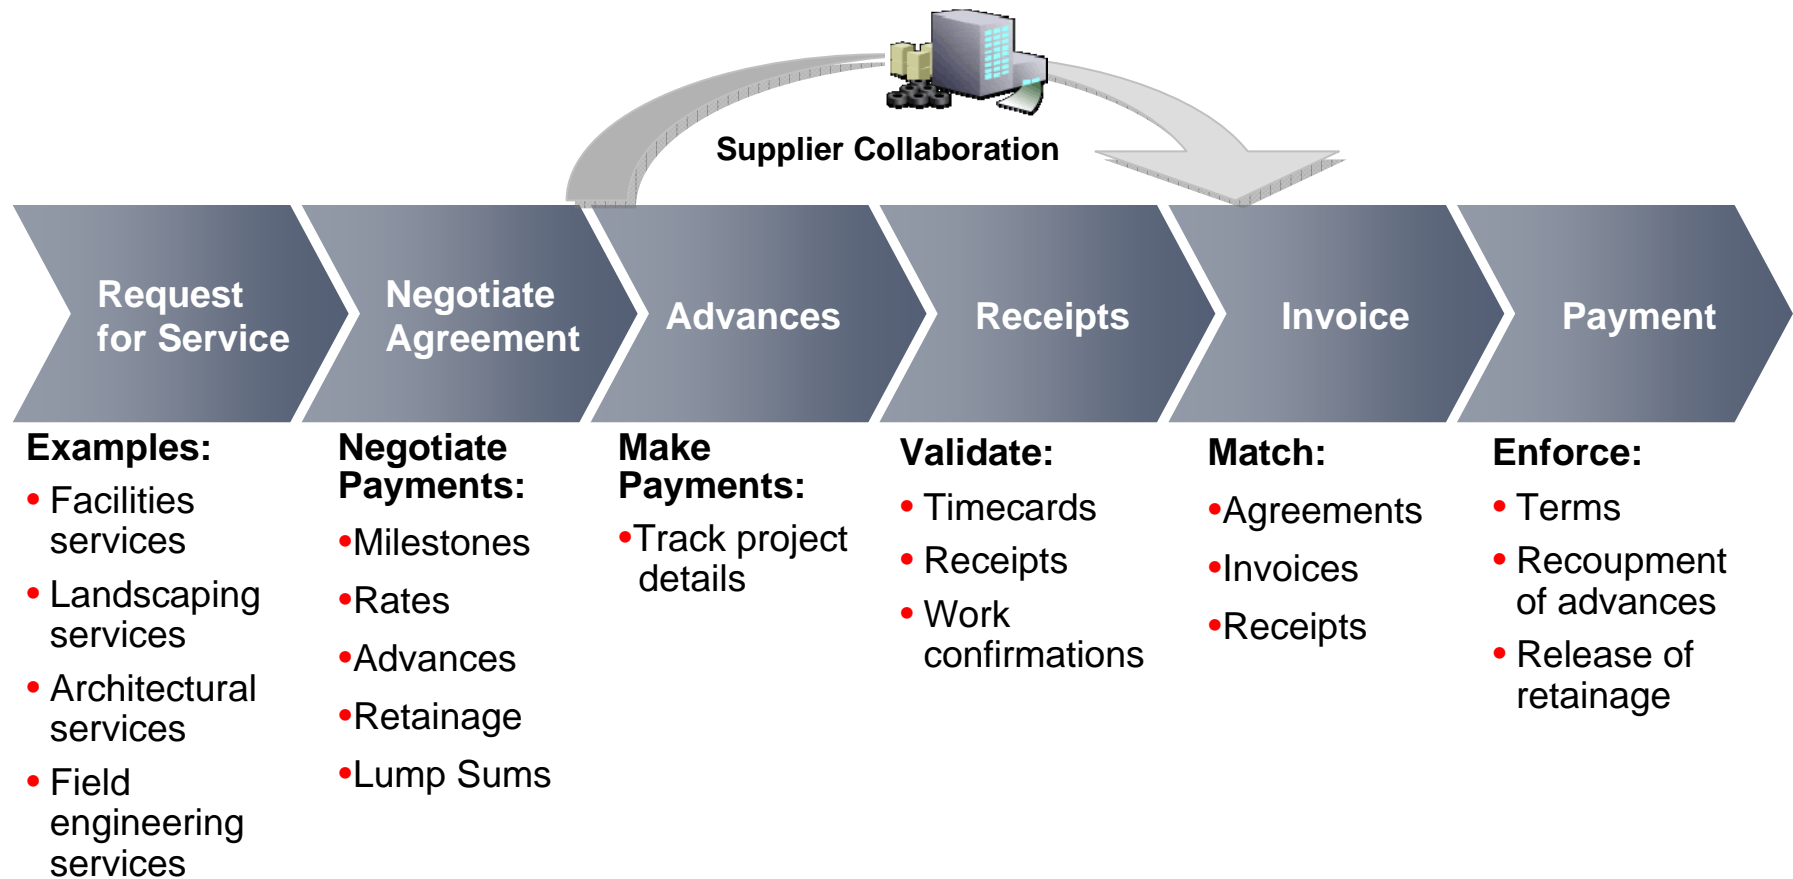 Supplier Collaboration
Request
for Service
Negotiate
Agreement
Advances
Receipts
Invoice
Payment
Examples:
• Facilities
services
• Landscaping
services
• Architectural
services
• Field
engineering
services
Negotiate
Payments:
•Milestones
•Rates
•Advances
•Retainage
•Lump Sums
Make
Payments:
•Track project
details
Validate:
• Timecards
• Receipts
• Work
confirmations
Match:
•Agreements
•Invoices
•Receipts
Enforce:
• Terms
• Recoupment
of advances
• Release of
retainage